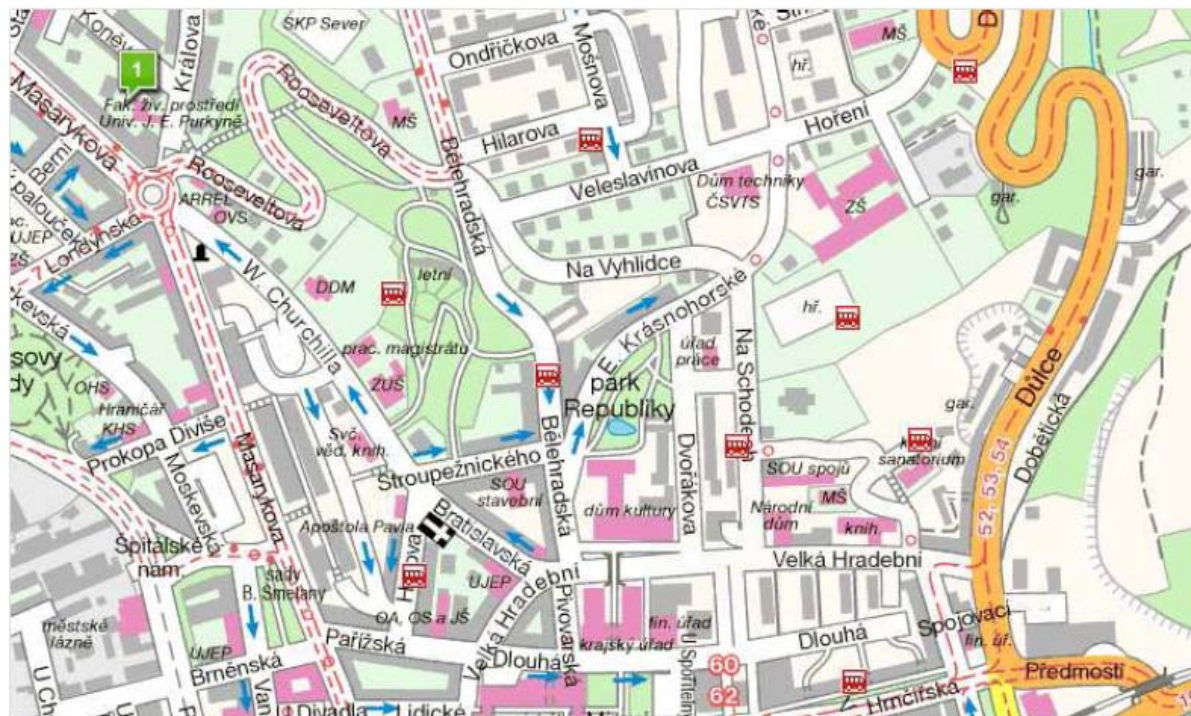 SKP Sever
Ondříčkova
Mosnova
MŠ
hř.
1
Králova
Masarykova
Fak. živ. prostředí
Univ. J. E. Purkyně
Rooseveltova
MŠ
Bělehradská
Hilarova
Hoření
Veleslavínova
Dům techniky
ČSVTS
ZŠ
gar.
gar.
Berní
Rooseveltova
ARREL
OVS
UJEP
ZŠ
7
Londýnská
W. Churchilla
DDM
letní
Na Vyhlídce
hř.
E. Krásnohorské
úřad
práce
Na Schodech
prac. magistrátu
ZUŠ
park
Republiky
OHS
Hraničář
KHS
Prokopa Diviše
Svč.
věd. knih.
Stroupežnického
Bělehradská
Dvořákova
gar.
Důlce
Dobětická
sanatorium
SOU spojů
MŠ
Národní
dům
knih.
SOU
stavební
dům kultury
52, 53, 54
Moskevská
Masarykova
Apoštola Pavla
Bratislavská
Velká Hradební
Velká Hradební
Špitálské
nám.
sady
B. Smetany
UJEP
OA, OS a JŠ
Pivovarská
krajský úřad
fin. úřad
Dlouhá
Spojovací
fin. úř.
městské
lázně
UJEP
Pařížská
Brněnská
Dlouhá
60
62
Předmostí
Hrnčířská
Divadla
Lidické